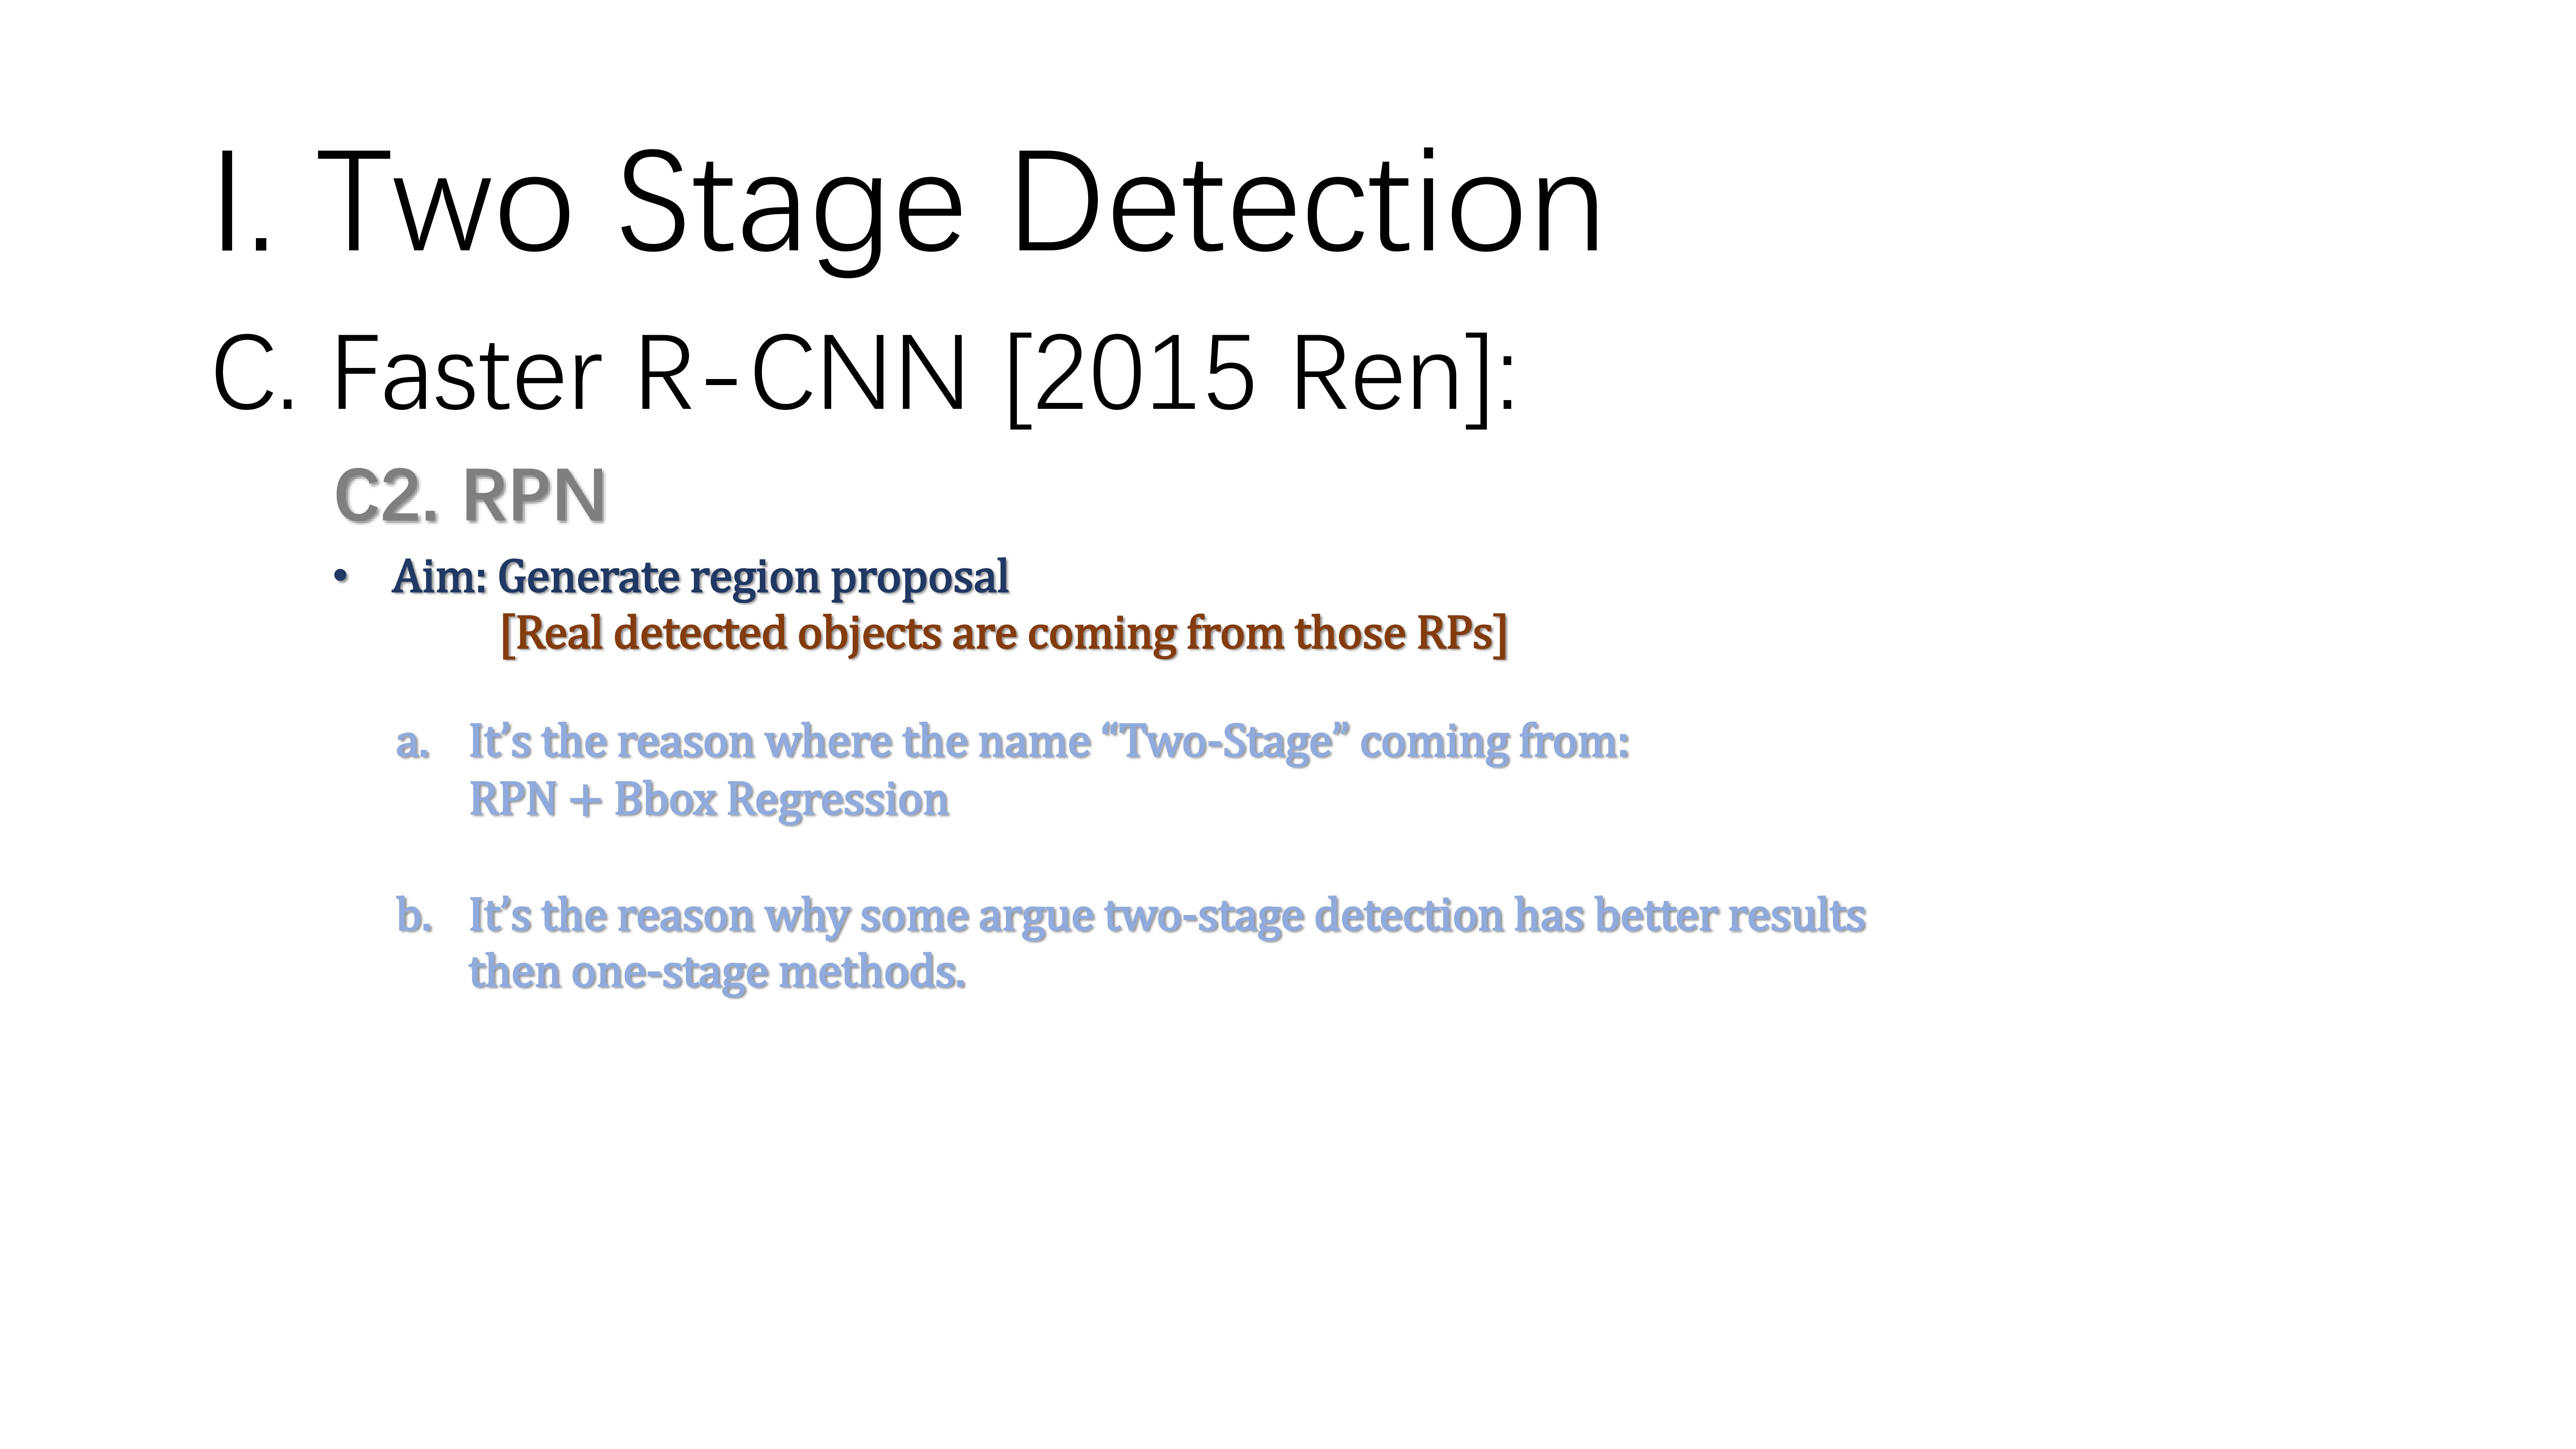 I. Two Stage Detection
C. Faster R-CNN [2015 Ren]:
C2. RPN
• Aim: Generate region proposal
[Real detected objects are coming from those RPs]
a. It’s the reason where the name “Two-Stage” coming from:
RPN + Bbox Regression
b. It’s the reason why some argue two-stage detection has better results
then one-stage methods.